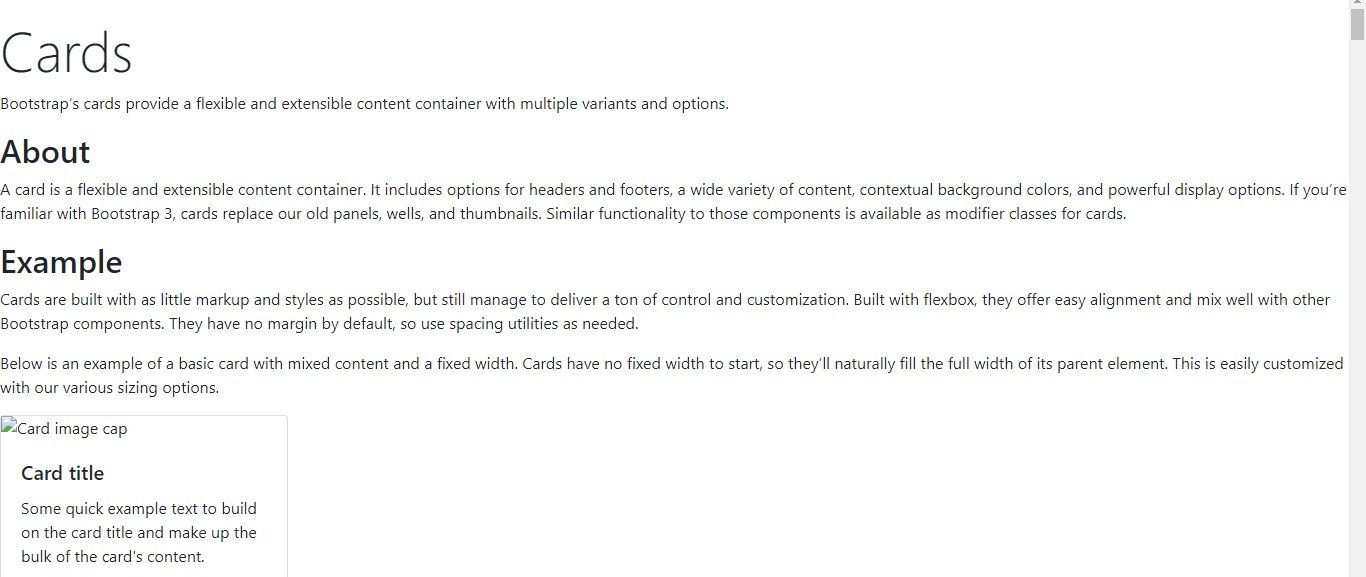 Cards
Bootstrap’s cards provide a flexible and extensible content container with multiple variants and options.
About
A card is a flexible and extensible content container. It includes options for headers and footers, a wide variety of content, contextual background colors, and powerful display options. If you’re
familiar with Bootstrap 3, cards replace our old panels, wells, and thumbnails. Similar functionality to those components is available as modifier classes for cards.
Example
Cards are built with as little markup and styles as possible, but still manage to deliver a ton of control and customization. Built with flexbox, they offer easy alignment and mix well with other
Bootstrap components. They have no margin by default, so use spacing utilities as needed.
Below is an example of a basic card with mixed content and a fixed width. Cards have no fixed width to start, so they’ll naturally fill the full width of its parent element. This is easily customized
with our various sizing options.
Card image cap
Card title
Some quick example text to build
on the card title and make up the
bulk of the card's content.